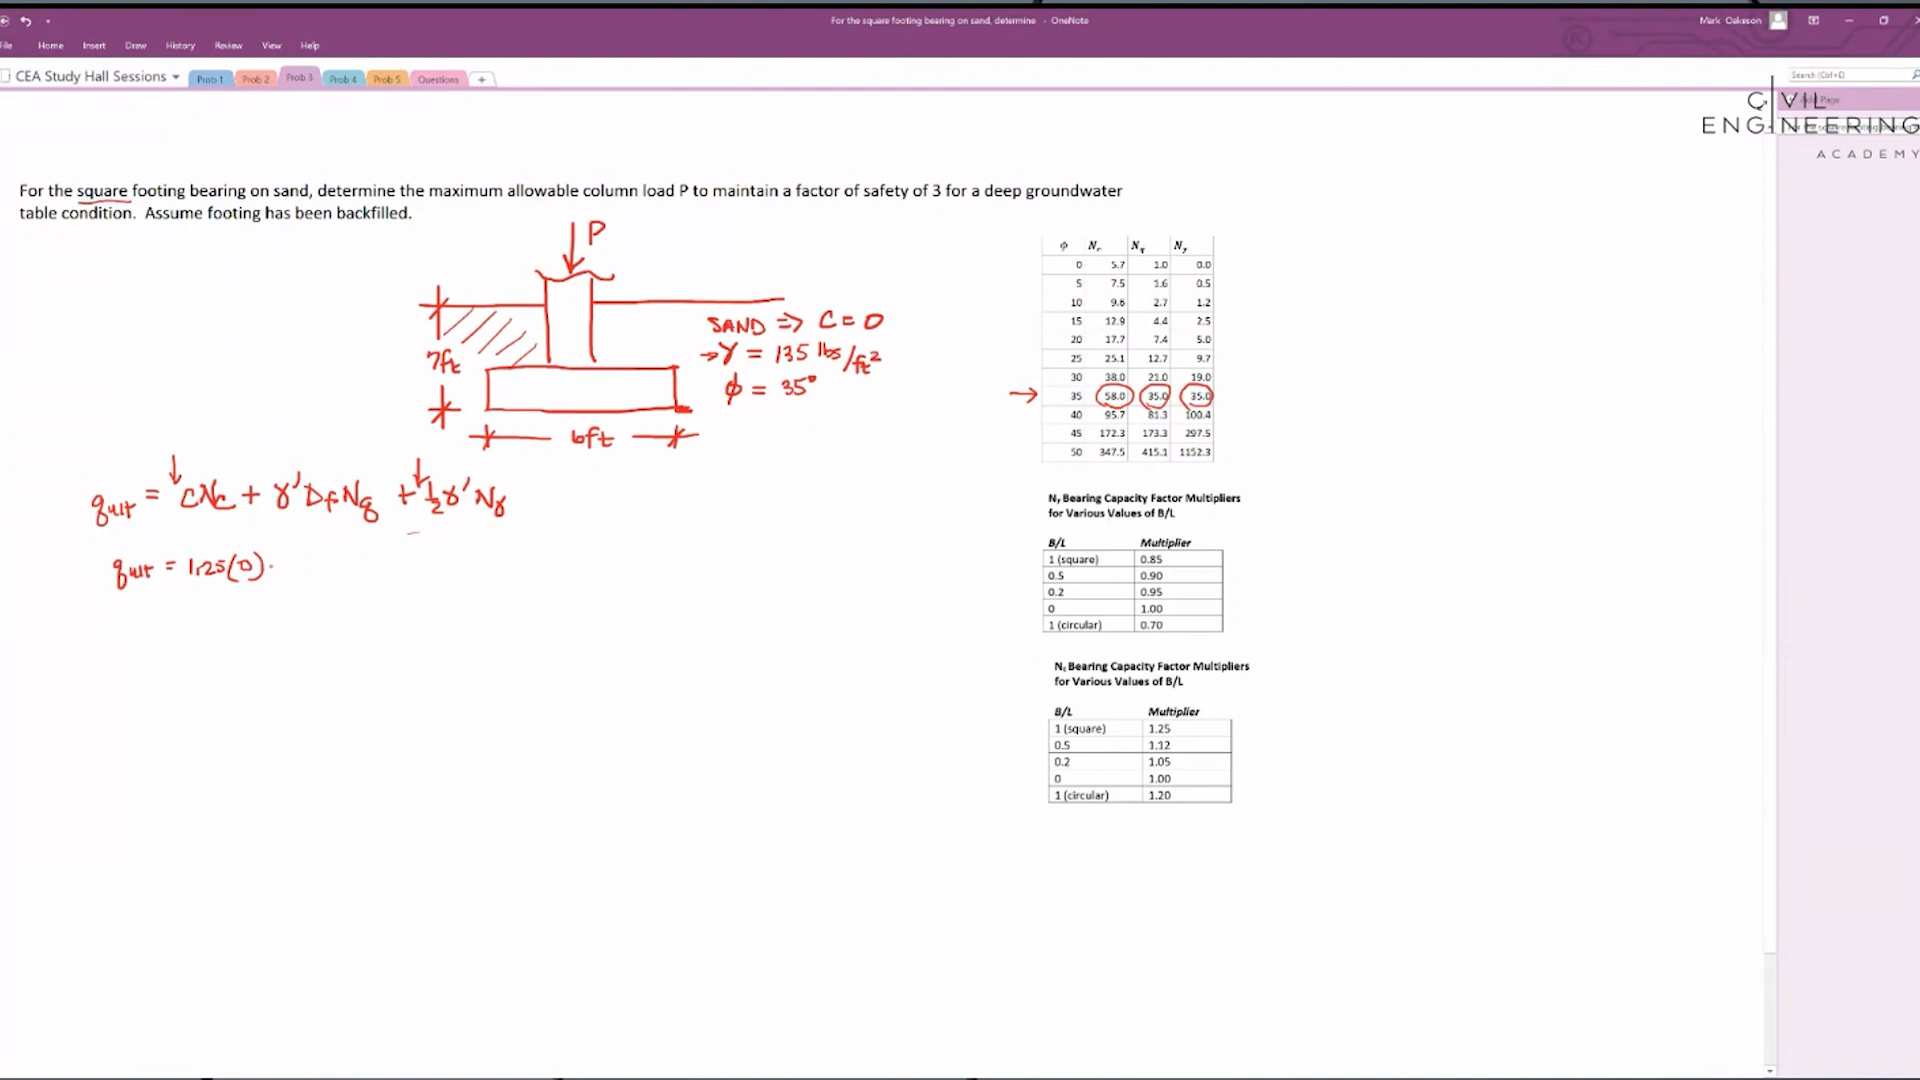 For the square footing bearing on sand, determine - OneNote
Mark Oakeson
File Home Insert Draw History Review View Help
CEA Study Hall Sessions Prob 1 Prob 2 Prob 3 Prob 4 Prob 5 Questions +
Search (Ctrl+E)
Add Page
CIVIL
ENGINEERING
ACADEMY
For the square footing bearing on sand, determine the maximum allowable column load P to maintain a factor of safety of 3 for a deep groundwater
table condition. Assume footing has been backfilled.
P
SAND => C = 0
→ γ = 135 lbs/ft²
φ = 35°
7ft
6ft
qult = CNc + γ'DfNq + ½γ'Nγ
qult = 1.25(0)
ϕ Nc Nq Nγ
0 5.7 1.0 0.0
5 7.5 1.6 0.5
10 9.6 2.7 1.2
15 12.9 4.4 2.5
20 17.7 7.4 5.0
25 25.1 12.7 9.7
30 38.0 21.0 19.0
→ 35 58.0 35.0 35.0
40 95.7 81.3 100.4
45 172.3 173.3 297.5
50 347.5 415.1 1152.3
Nγ Bearing Capacity Factor Multipliers
for Various Values of B/L
B/L Multiplier
1 (square) 0.85
0.5 0.90
0.2 0.95
0 1.00
1 (circular) 0.70
Nc Bearing Capacity Factor Multipliers
for Various Values of B/L
B/L Multiplier
1 (square) 1.25
0.5 1.12
0.2 1.05
0 1.00
1 (circular) 1.20